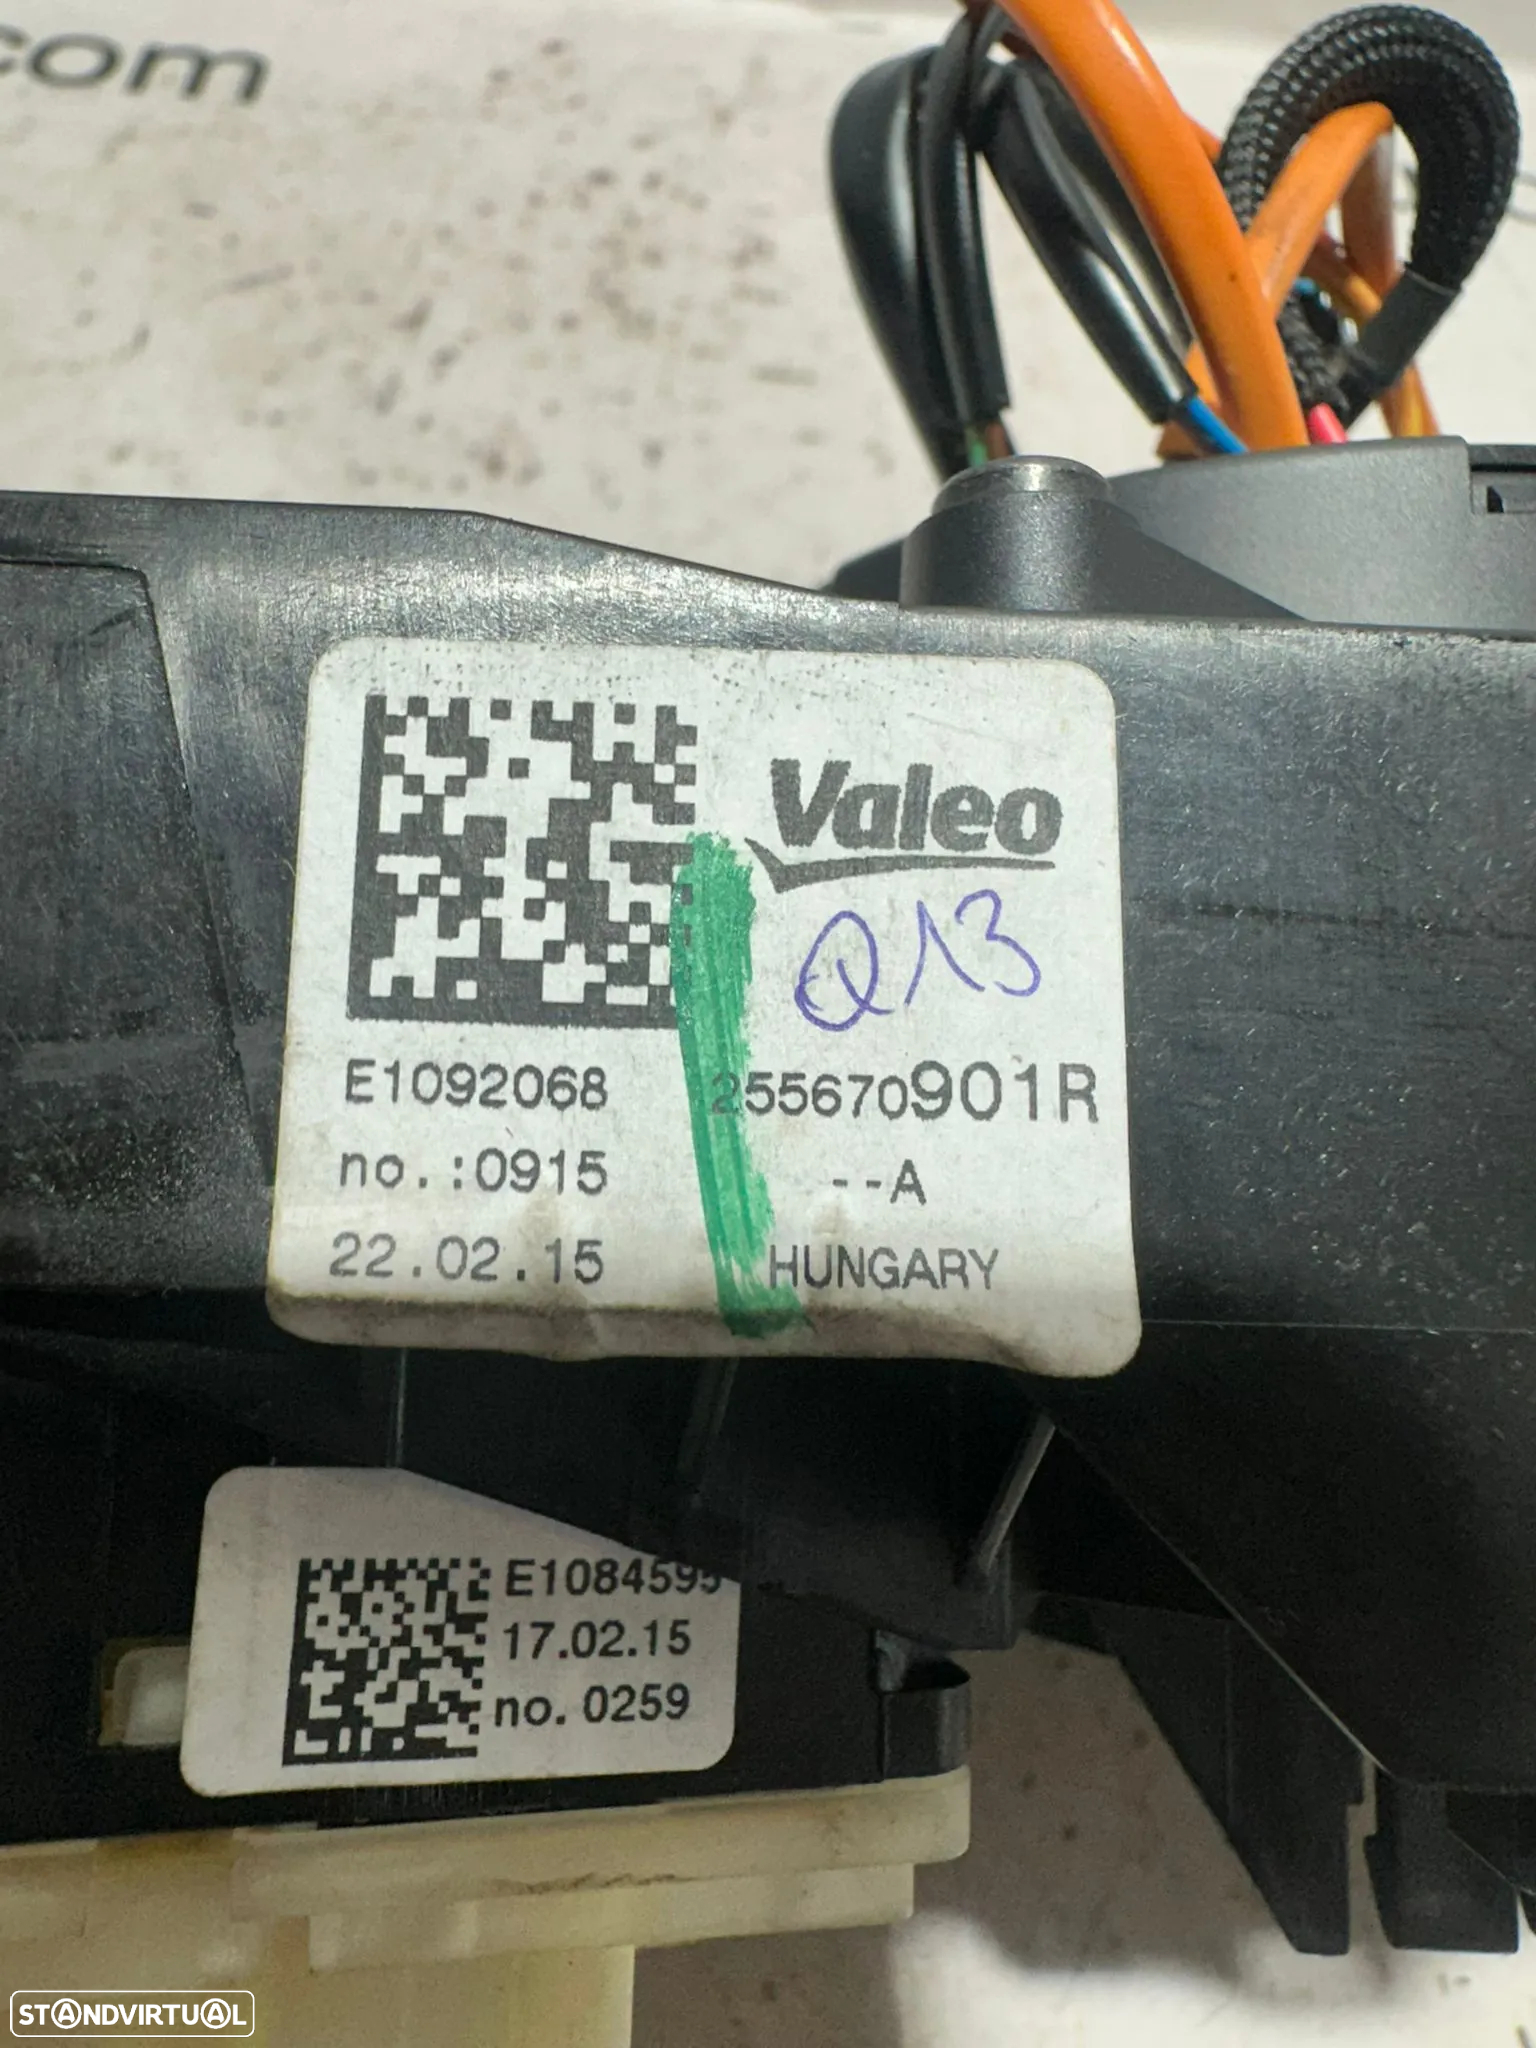 .com
Valeo
Q13
E1092068
255670901R
no.:0915
--A
22.02.15
HUNGARY
E1084595
17.02.15
no. 0259
STANDVIRTUAL